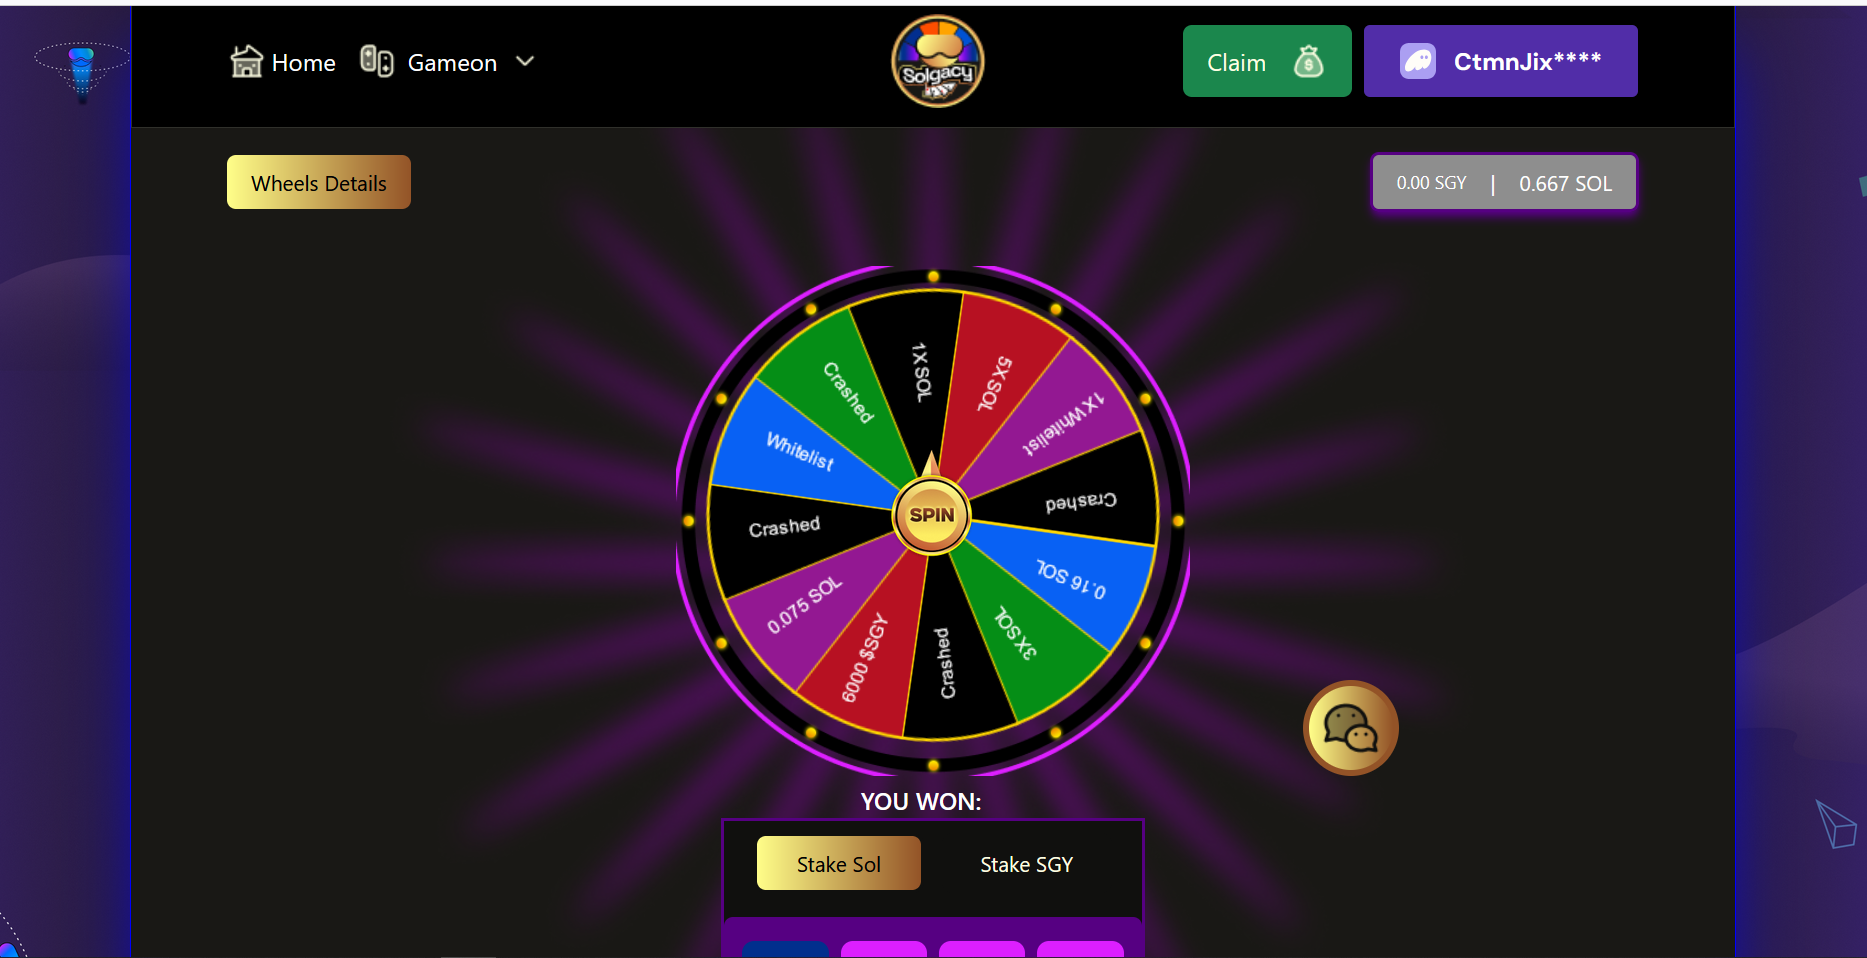 Home
Gameon
Solgacy
Claim
CtmnJix****
Wheels Details
0.00 SGY | 0.667 SOL
1X SOL
5X SOL
1X Whitelist
Crashed
0.16 SOL
3X SOL
Crashed
6000 $SGY
0.075 SOL
Crashed
Whitelist
Crashed
SPIN
YOU WON:
Stake Sol
Stake SGY